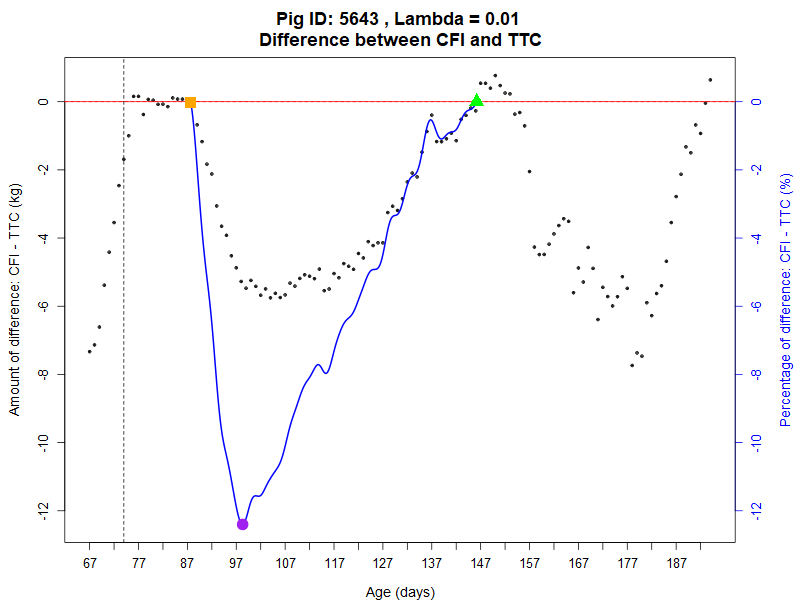 Pig ID: 5643 , Lambda = 0.01
Difference between CFI and TTC
Amount of difference: CFI - TTC (kg)
0
-2
-4
-6
-8
-10
-12
67 77 87 97 107 117 127 137 147 157 167 177 187
Age (days)
0
-2
-4
-6
-8
-10
-12
Percentage of difference: CFI - TTC (%)